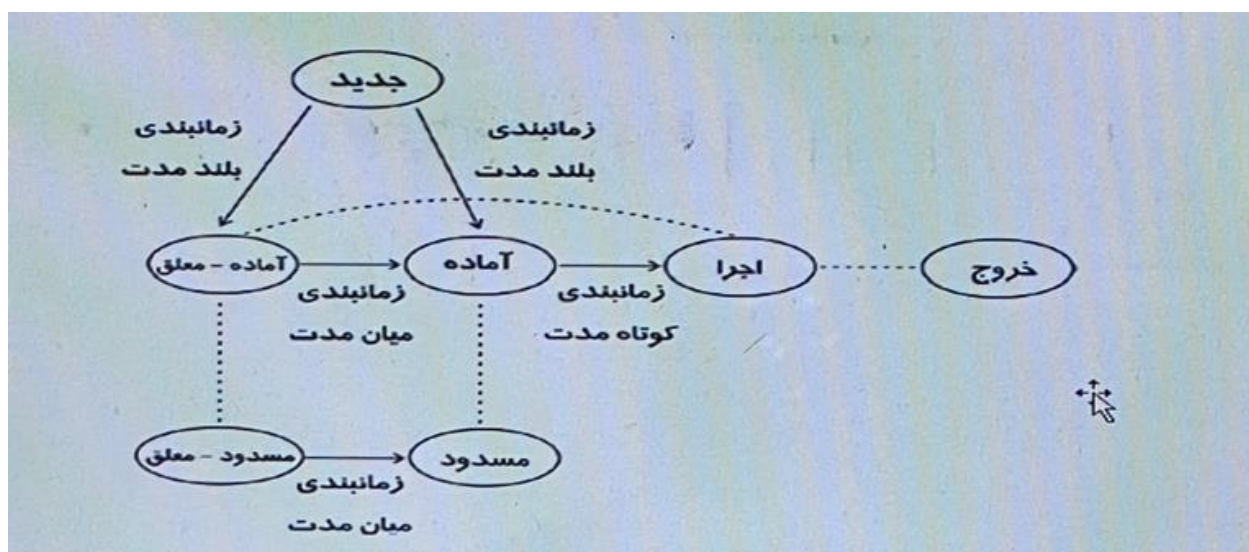 جدید
زمانبندی
بلند مدت
زمانبندی
بلند مدت
خروج
اجرا
آماده
آماده - معلق
زمانبندی
کوتاه مدت
زمانبندی
میان مدت
مسدود
مسدود - معلق
زمانبندی
میان مدت